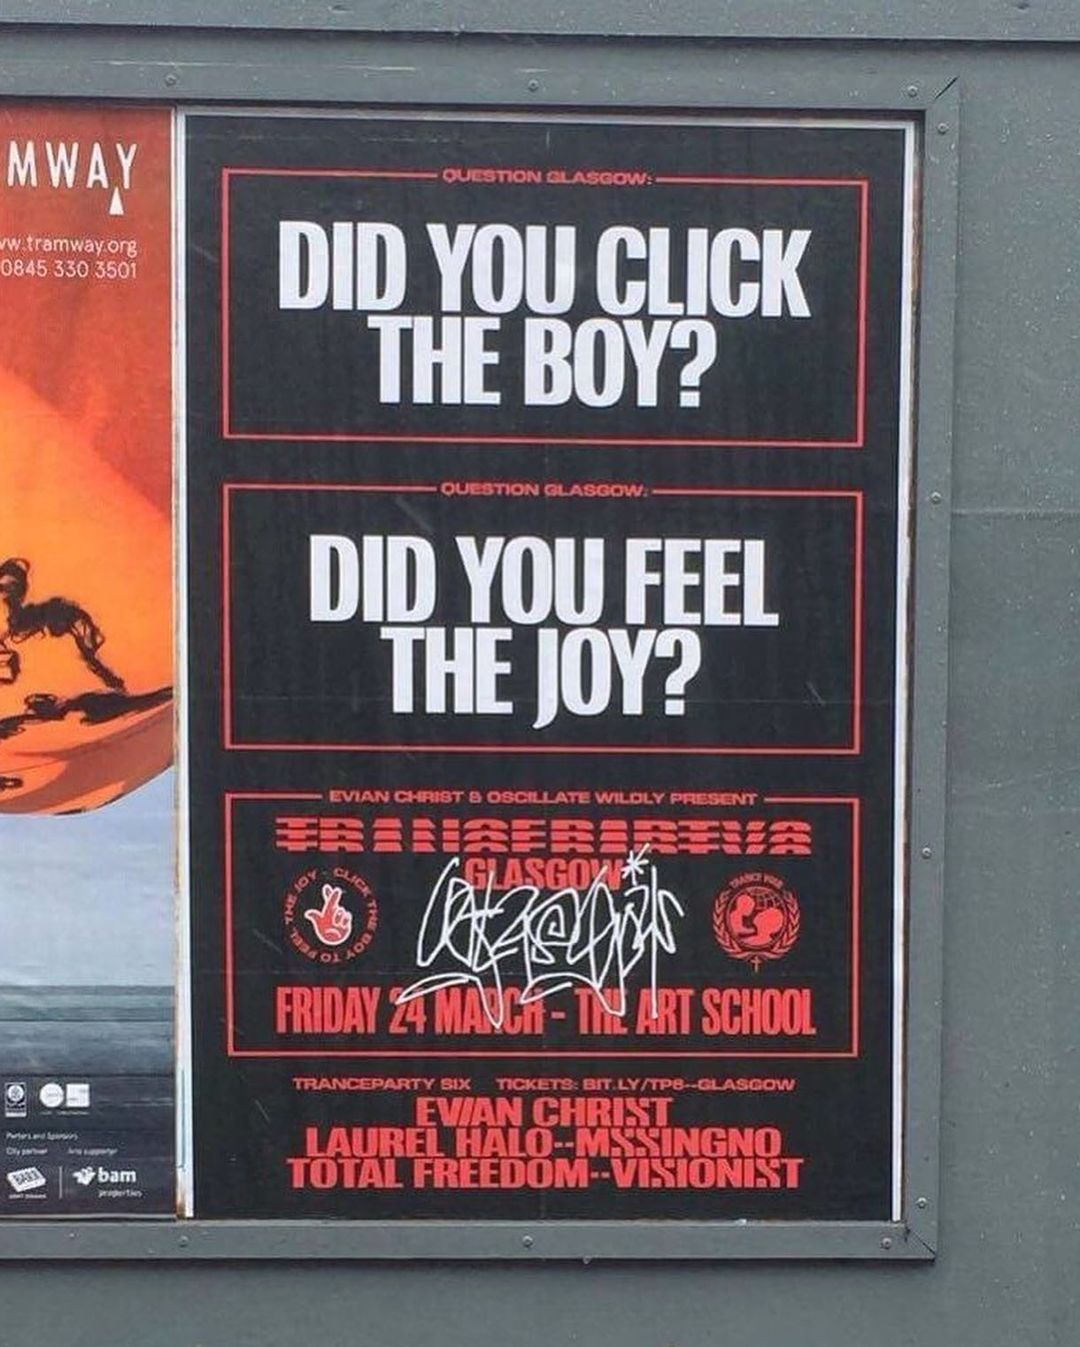 MWAY
ww.tramway.org
0845 330 3501
QUESTION GLASGOW:
DID YOU CLICK
THE BOY?
QUESTION GLASGOW:
DID YOU FEEL
THE JOY?
EVIAN CHRIST & OSCILLATE WILDLY PRESENT
TRANCEPARTY6
GLASGOW*
CLICK THE BOY TO FEEL THE JOY -
TRANCE WAR
FRIDAY 24 MARCH - THE ART SCHOOL
TRANCEPARTY SIX TICKETS: BIT.LY/TP6--GLASGOW
EVIAN CHRIST
LAUREL HALO--MSSINGNO
TOTAL FREEDOM--VISIONIST
Partners and Sponsors
City partner Arts supporter
bam
properties